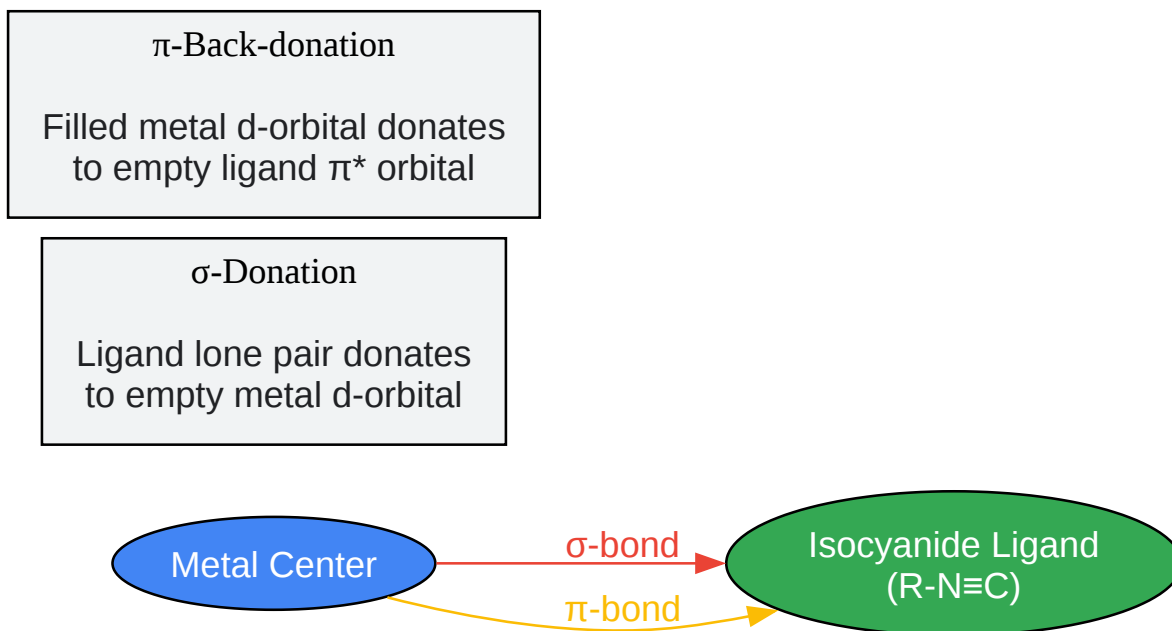 π-Back-donation
Filled metal d-orbital donates
to empty ligand π* orbital
σ-Donation
Ligand lone pair donates
to empty metal d-orbital
Metal Center
σ-bond
π-bond
Isocyanide Ligand
(R-N≡C)